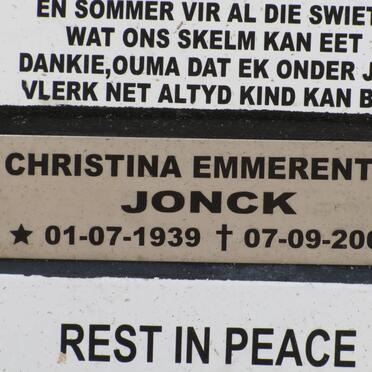 EN SOMMER VIR AL DIE SWIET
WAT ONS SKELM KAN EET
DANKIE,OUMA DAT EK ONDER J
VLERK NET ALTYD KIND KAN B
CHRISTINA EMMERENT
JONCK
★ 01-07-1939 † 07-09-200
REST IN PEACE